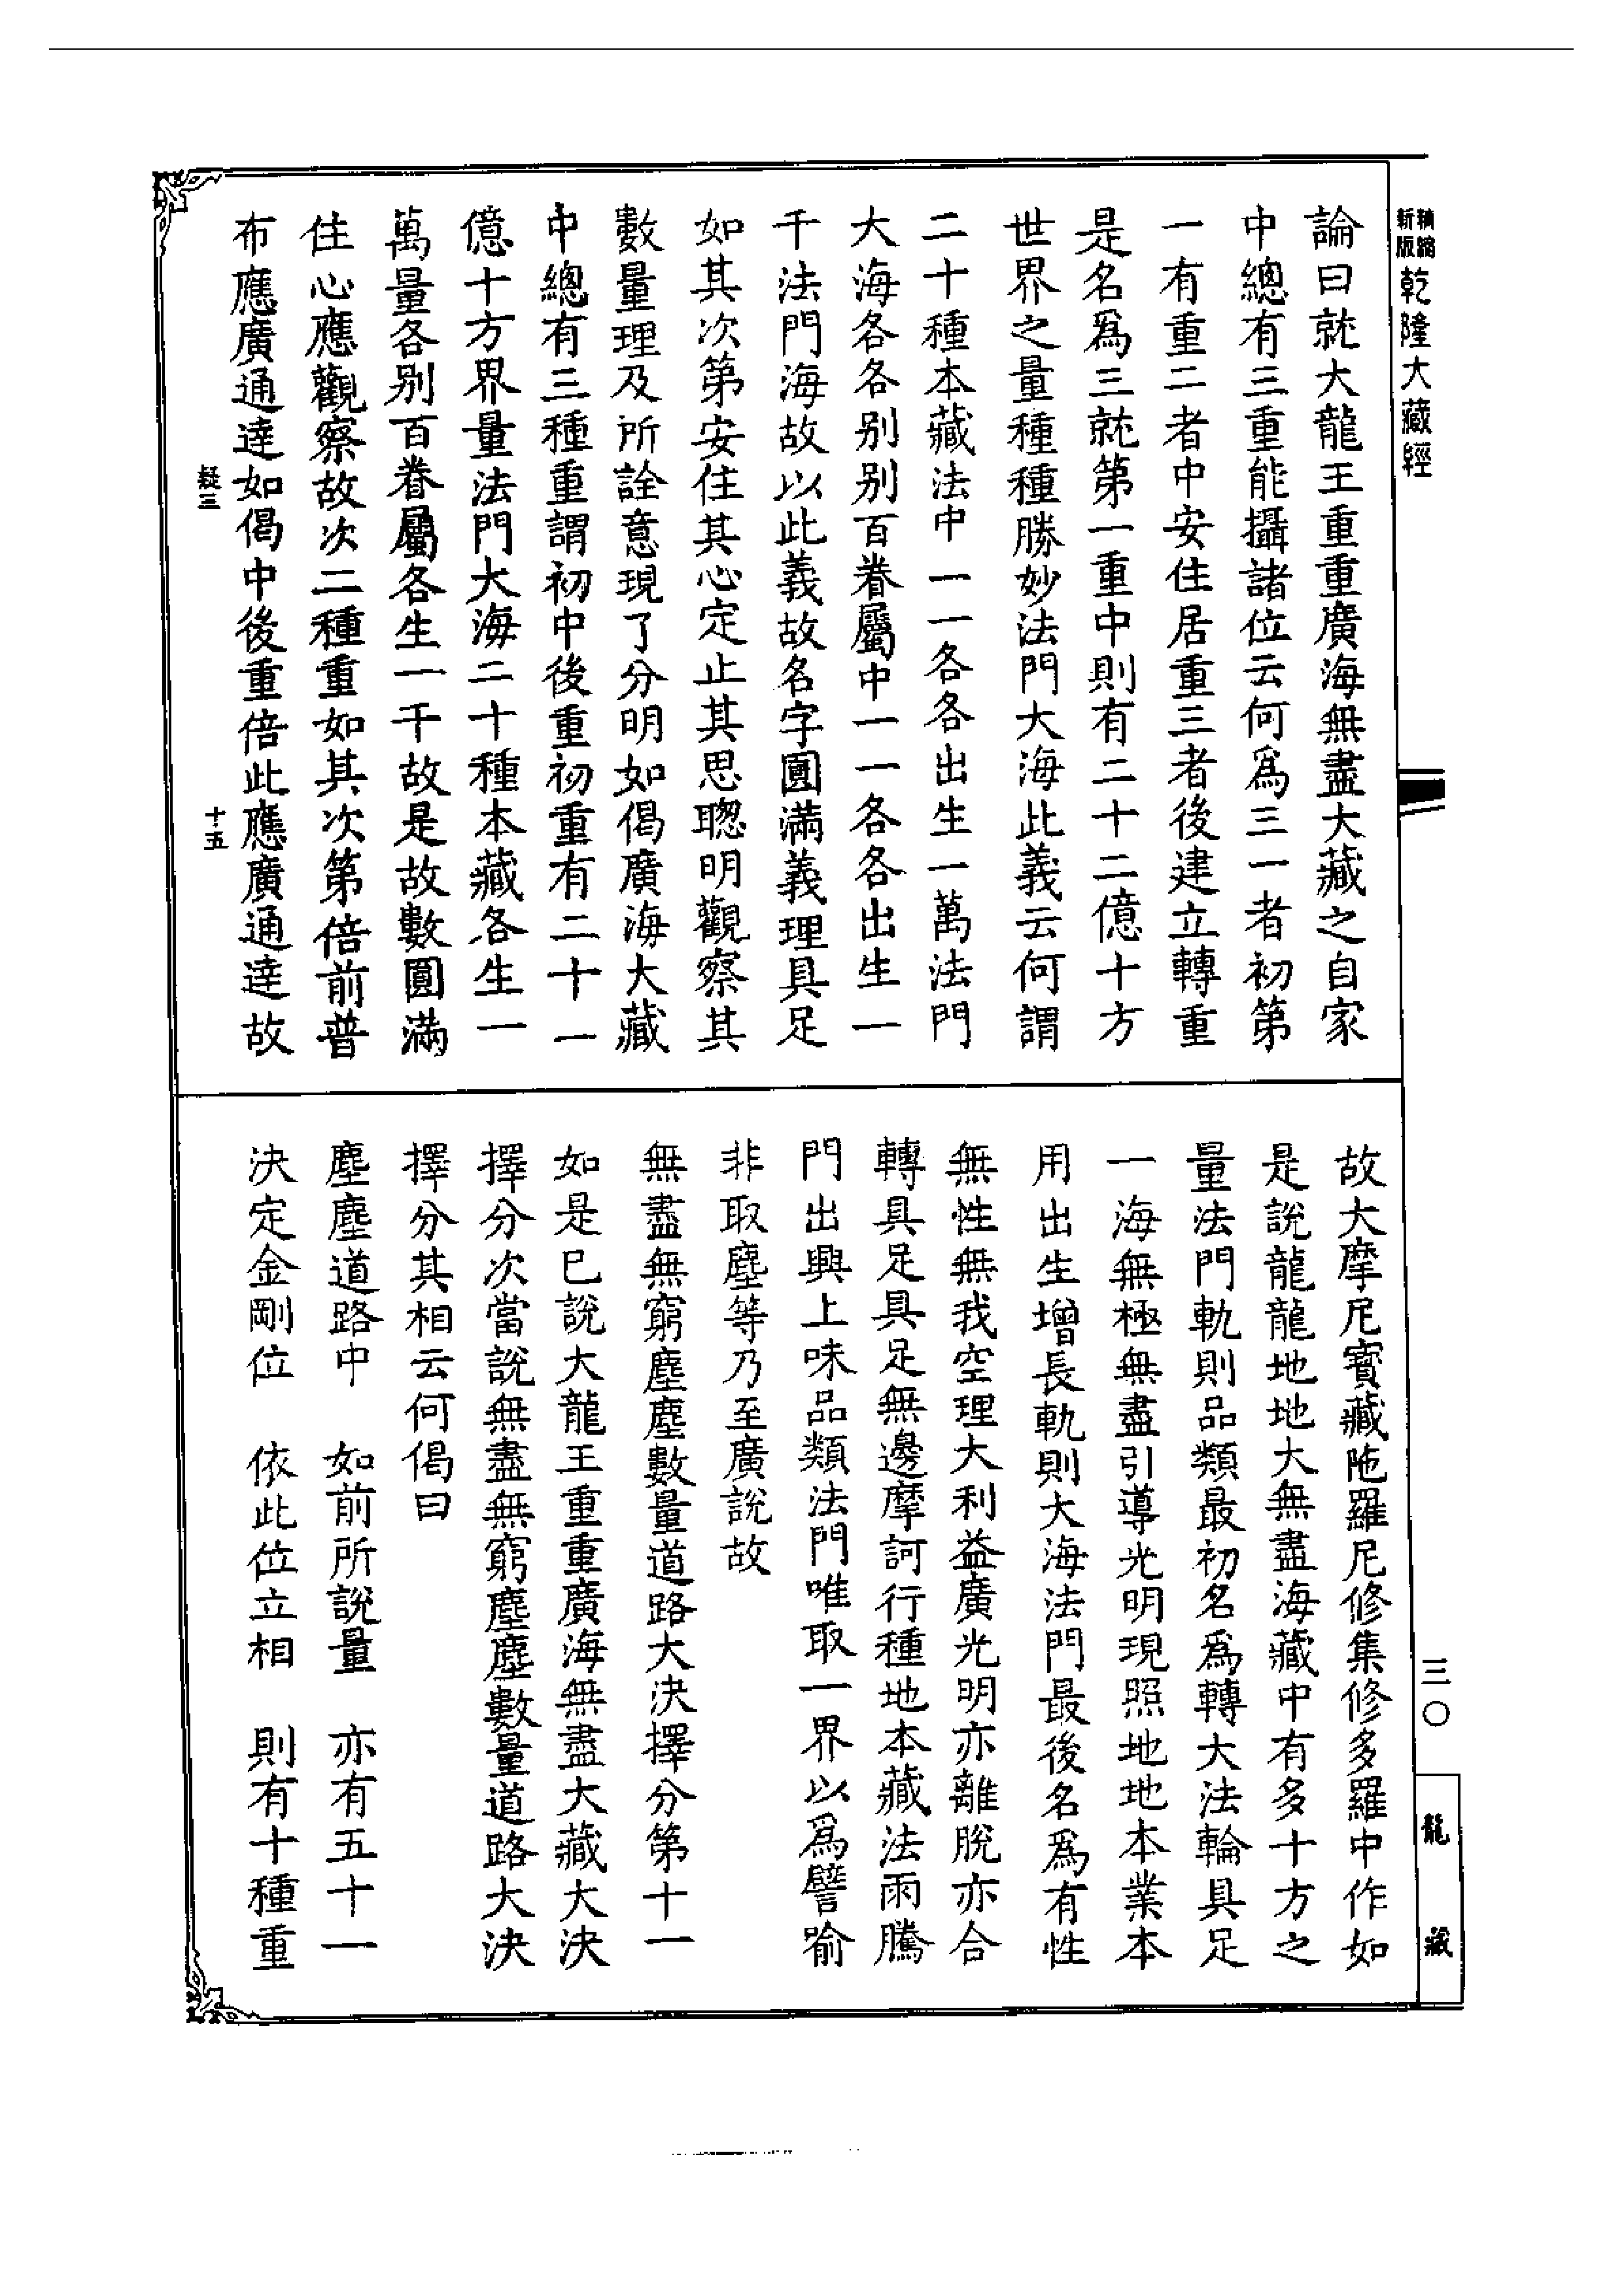 精縮新版乾隆大藏經
論曰就大龍王重重廣海無盡大藏之自家
中總有三重能攝諸位云何爲三一者初第
一有重二者中安住居重三者後建立轉重
是名爲三就第一重中則有二十二億十方
世界之量種種勝妙法門大海此義云何謂
二十種本藏法中一一各各出生一萬法門
大海各各別別百眷屬中一一各各出生一
千法門海故以此義故名字圓滿義理具足
如其次第安住其心定止其思聰明觀察其
數量理及所詮意現了分明如偈廣海大藏
中總有三種重謂初中後重初重有二十一
億十方界量法門大海二十種本藏各生一
萬量各別百眷屬各生一千故是故數圓滿
住心應觀察故次二種重如其次第倍前普
布應廣通達如偈中後重倍此應廣通達故
疑三
十五
故大摩尼寶藏陁羅尼修集修多羅中作如
是說龍龍地地大無盡海藏中有多十方之
量法門軌則品類最初名爲轉大法輪具足
一海無極無盡引導光明現照地地本業本
用出生增長軌則大海法門最後名爲有性
無性無我空理大利益廣光明亦離脫亦合
轉具足具足無邊摩訶行種地本藏法雨騰
門出興上味品類法門唯取一界以爲譬喻
非取塵等乃至廣說故
無盡無窮塵塵數量道路大決擇分第十一
如是已說大龍王重重廣海無盡大藏大決
擇分次當說無盡無窮塵塵數量道路大決
擇分其相云何偈曰
塵塵道路中　如前所說量　亦有五十一
決定金剛位　依此位立相　則有十種重
三〇
龍藏